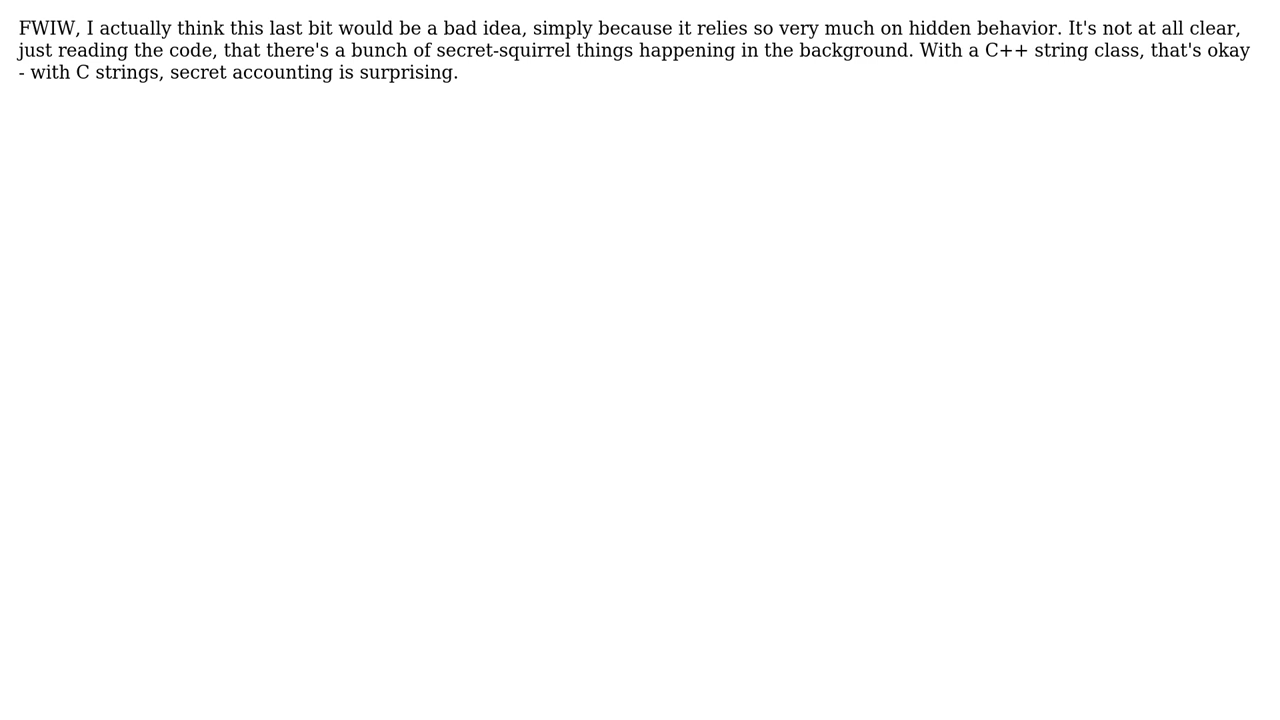 FWIW, I actually think this last bit would be a bad idea, simply because it relies so very much on hidden behavior. It's not at all clear,
just reading the code, that there's a bunch of secret-squirrel things happening in the background. With a C++ string class, that's okay
- with C strings, secret accounting is surprising.